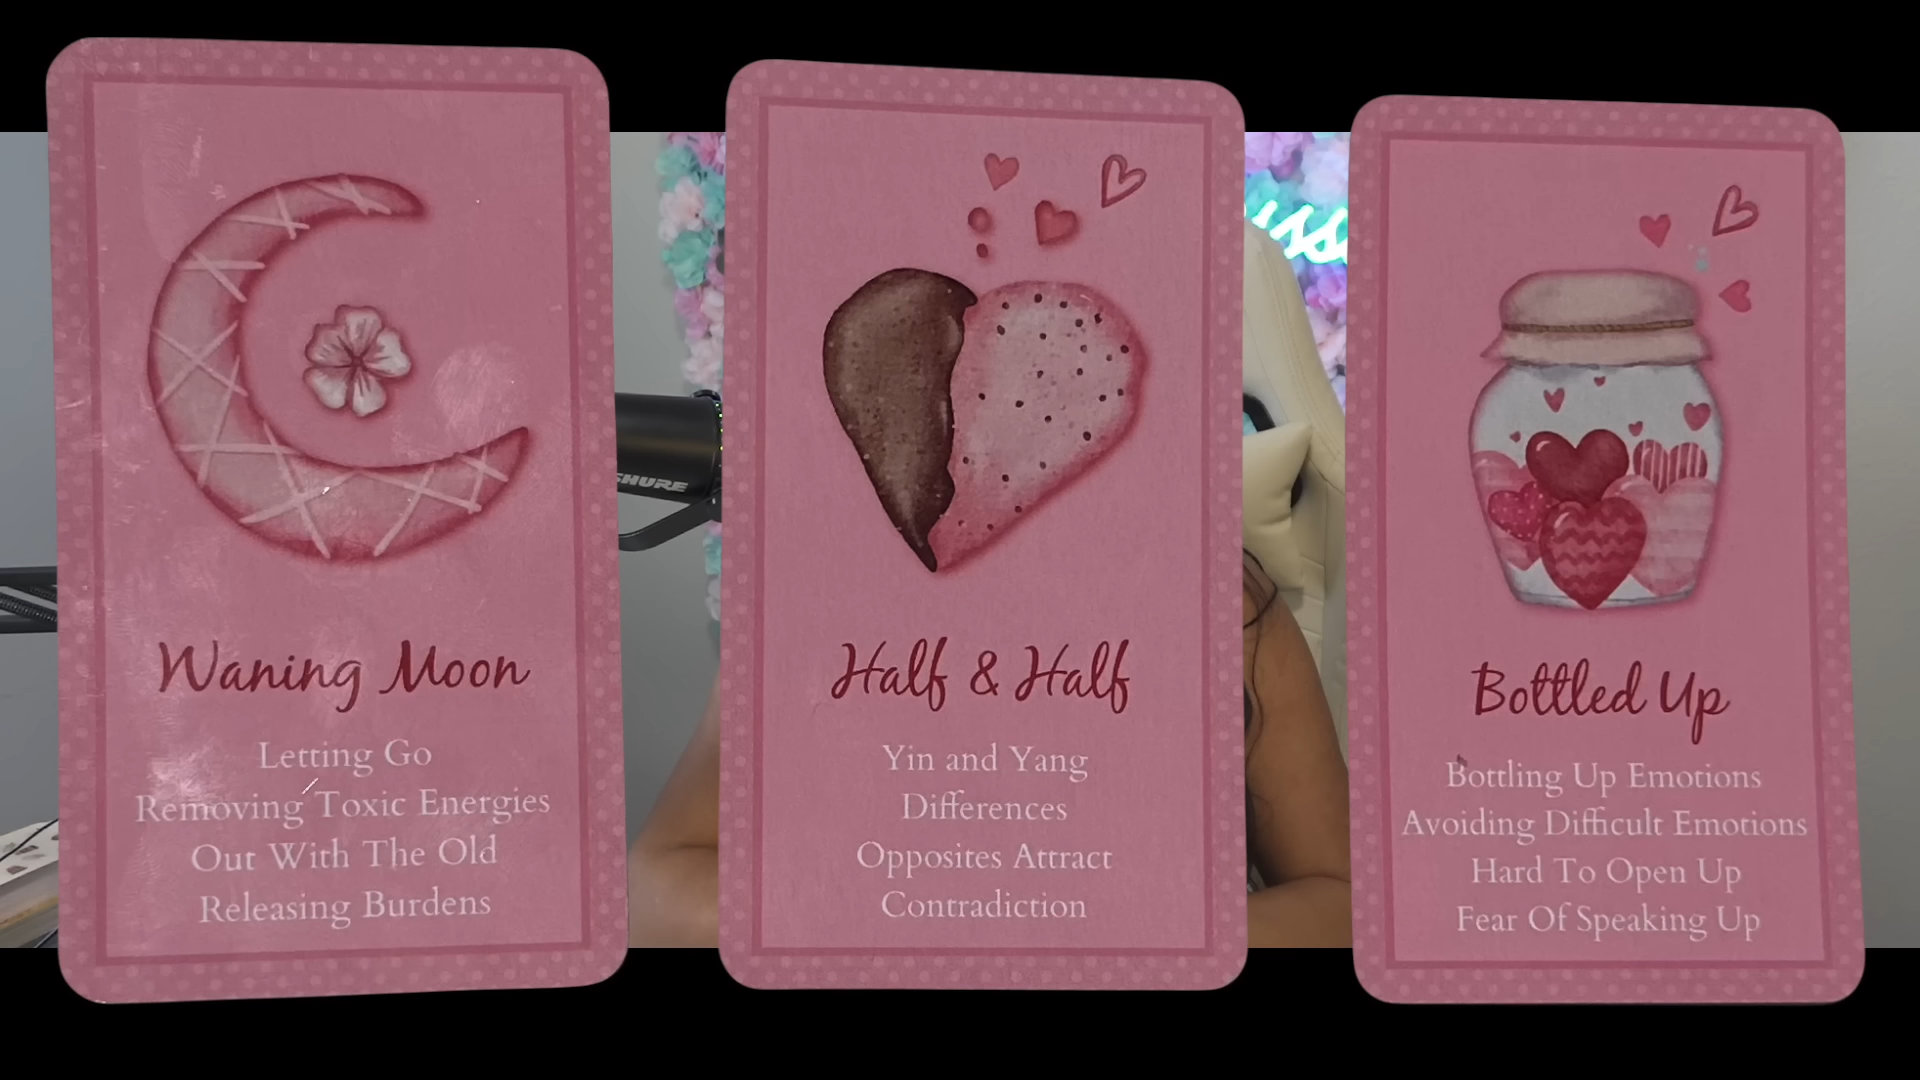 Waning Moon
Letting Go
Removing Toxic Energies
Out With The Old
Releasing Burdens
SHURE
Half & Half
Yin and Yang
Differences
Opposites Attract
Contradiction
uss
Bottled Up
Bottling Up Emotions
Avoiding Difficult Emotions
Hard To Open Up
Fear Of Speaking Up